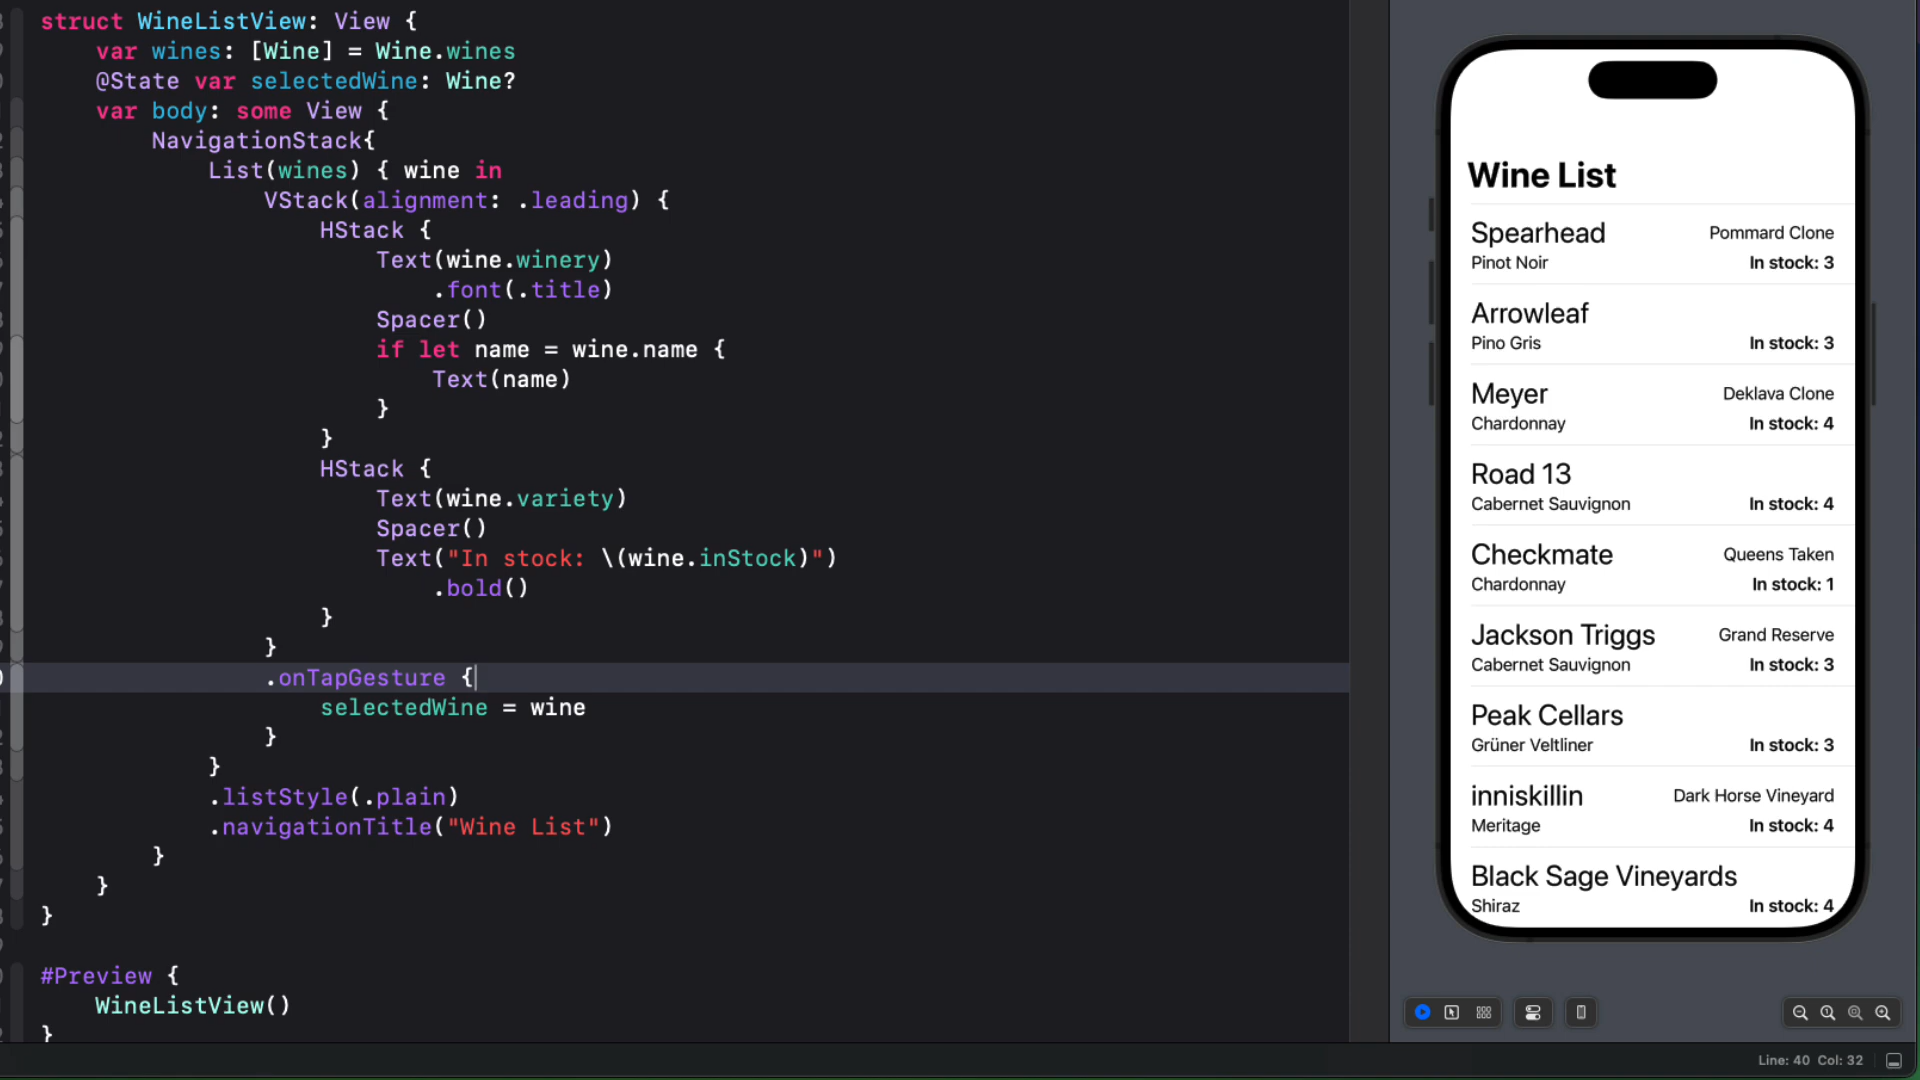 struct WineListView: View {
    var wines: [Wine] = Wine.wines
    @State var selectedWine: Wine?
    var body: some View {
        NavigationStack{
            List(wines) { wine in
                VStack(alignment: .leading) {
                    HStack {
                        Text(wine.winery)
                            .font(.title)
                        Spacer()
                        if let name = wine.name {
                            Text(name)
                        }
                    }
                    HStack {
                        Text(wine.variety)
                        Spacer()
                        Text("In stock: \(wine.inStock)")
                            .bold()
                    }
                }
                .onTapGesture {
                    selectedWine = wine
                }
            }
            .listStyle(.plain)
            .navigationTitle("Wine List")
        }
    }
}
#Preview {
    WineListView()
}
Wine List
Spearhead Pommard Clone
Pinot Noir In stock: 3
Arrowleaf
Pino Gris In stock: 3
Meyer Deklava Clone
Chardonnay In stock: 4
Road 13
Cabernet Sauvignon In stock: 4
Checkmate Queens Taken
Chardonnay In stock: 1
Jackson Triggs Grand Reserve
Cabernet Sauvignon In stock: 3
Peak Cellars
Grüner Veltliner In stock: 3
inniskillin Dark Horse Vineyard
Meritage In stock: 4
Black Sage Vineyards
Shiraz In stock: 4
Line: 40 Col: 32